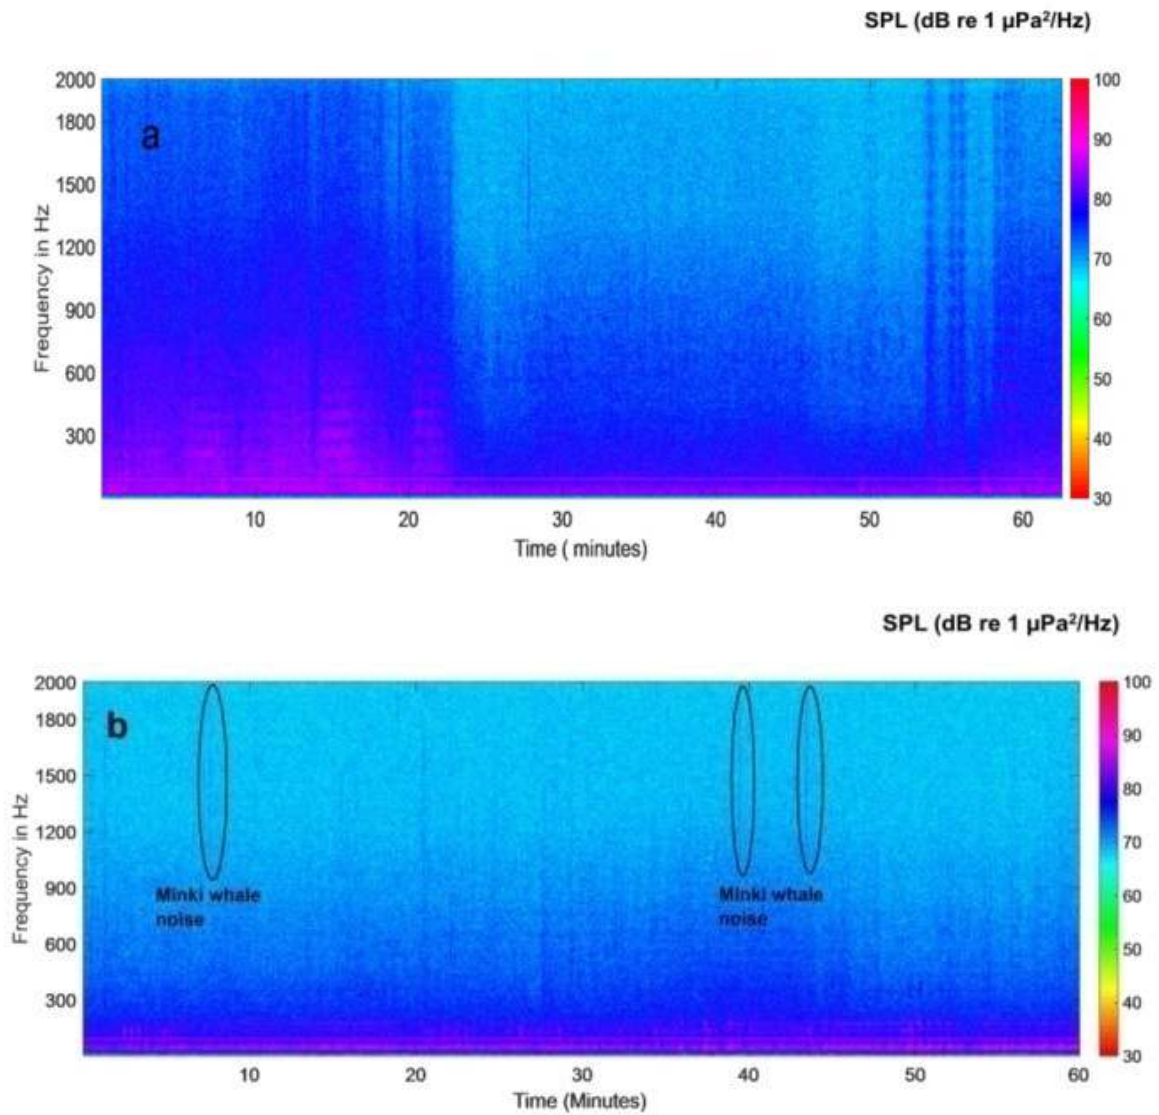 SPL (dB re 1 µPa²/Hz)
a
2000
1800
1500
1200
900
600
300
Frequency in Hz
10 20 30 40 50 60
Time ( minutes)
100
90
80
70
60
50
40
30
SPL (dB re 1 µPa²/Hz)
b
2000
1800
1500
1200
900
600
300
Frequency in Hz
Minki whale
noise
Minki whale
noise
10 20 30 40 50 60
Time (Minutes)
100
90
80
70
60
50
40
30